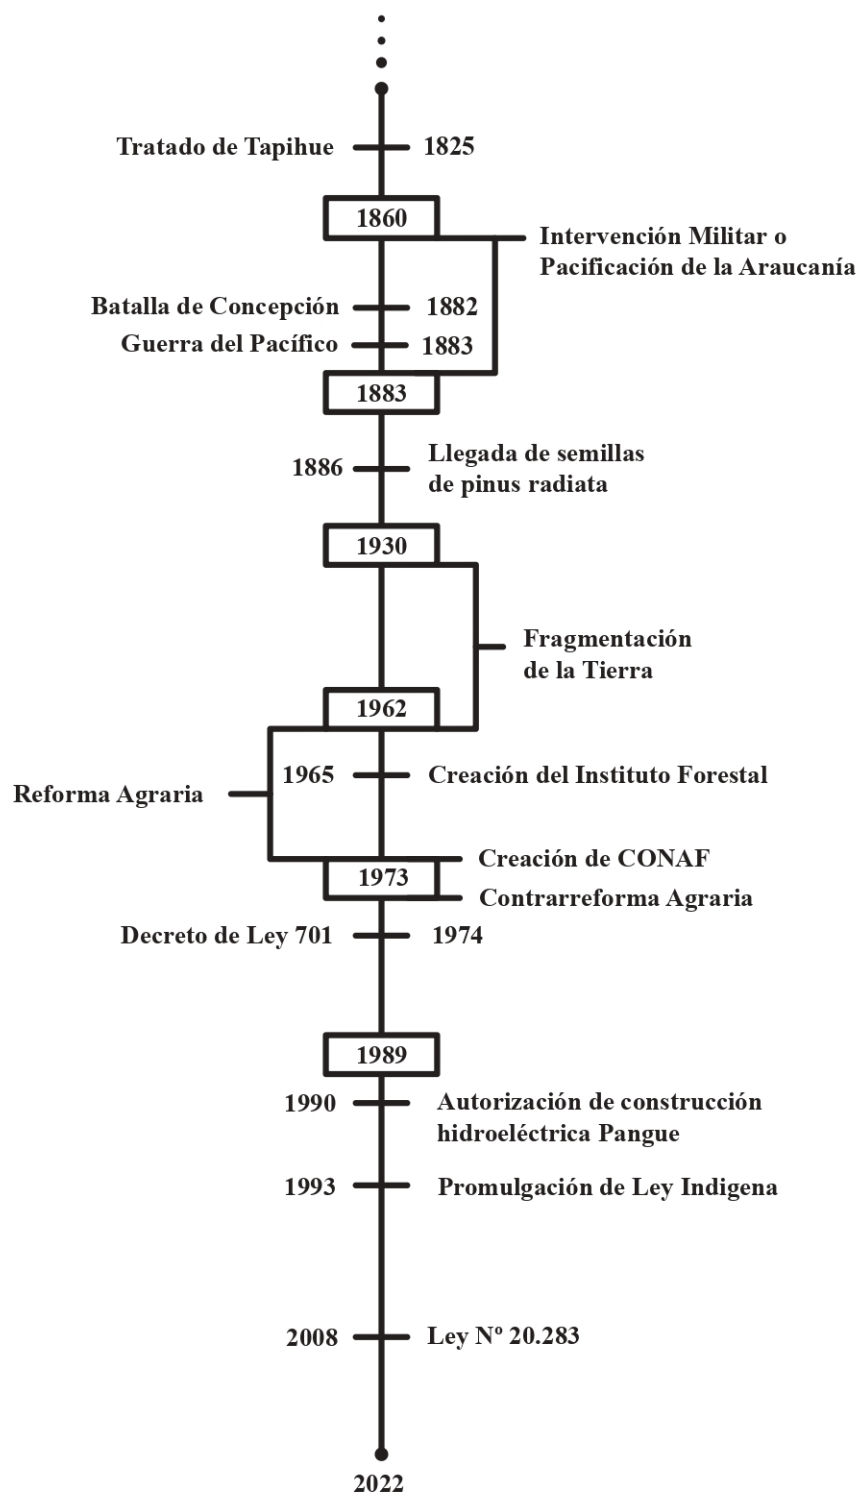 Tratado de Tapihue 1825
1860
Intervención Militar o
Pacificación de la Araucanía
Batalla de Concepción 1882
Guerra del Pacífico 1883
1883
1886 Llegada de semillas
de pinus radiata
1930
Fragmentación
de la Tierra
1962
1965 Creación del Instituto Forestal
Reforma Agraria
Creación de CONAF
1973
Contrarreforma Agraria
Decreto de Ley 701 1974
1989
1990 Autorización de construcción
hidroeléctrica Pangue
1993 Promulgación de Ley Indigena
2008 Ley Nº 20.283
2022